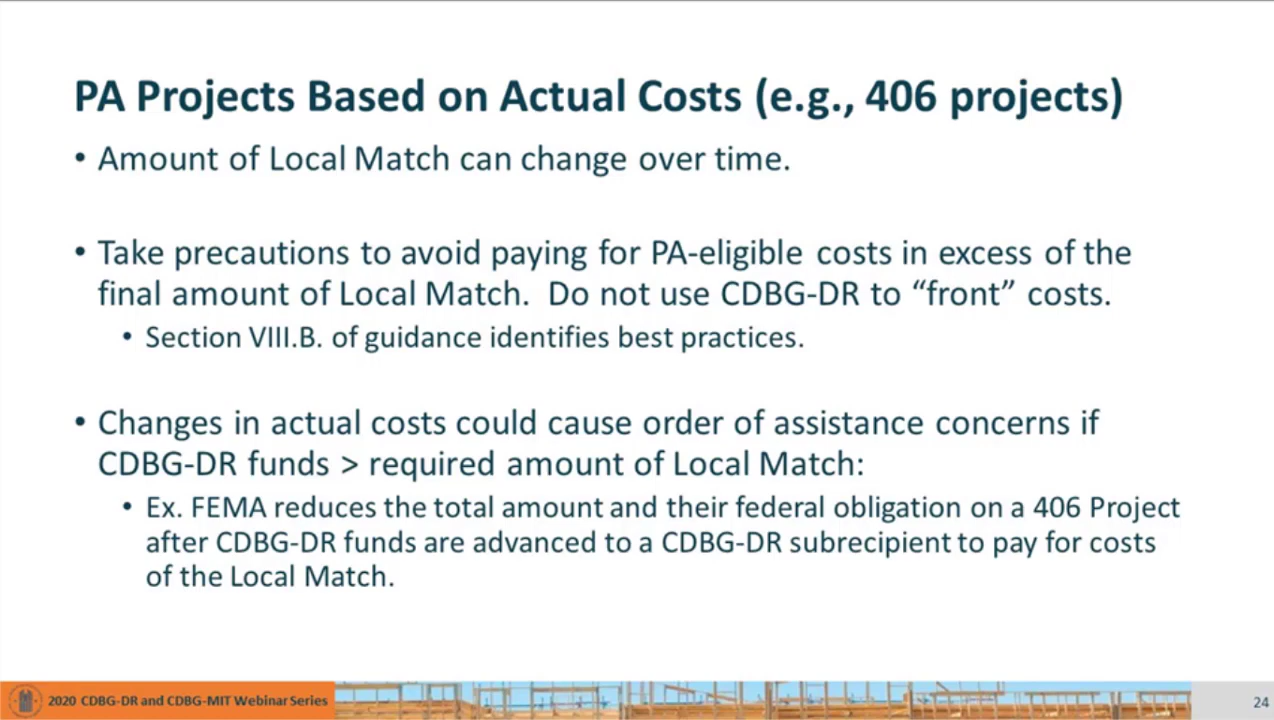 PA Projects Based on Actual Costs (e.g., 406 projects)
• Amount of Local Match can change over time.
• Take precautions to avoid paying for PA-eligible costs in excess of the
final amount of Local Match. Do not use CDBG-DR to “front” costs.
• Section VIII.B. of guidance identifies best practices.
• Changes in actual costs could cause order of assistance concerns if
CDBG-DR funds > required amount of Local Match:
• Ex. FEMA reduces the total amount and their federal obligation on a 406 Project
after CDBG-DR funds are advanced to a CDBG-DR subrecipient to pay for costs
of the Local Match.
2020 CDBG-DR and CDBG-MIT Webinar Series
24